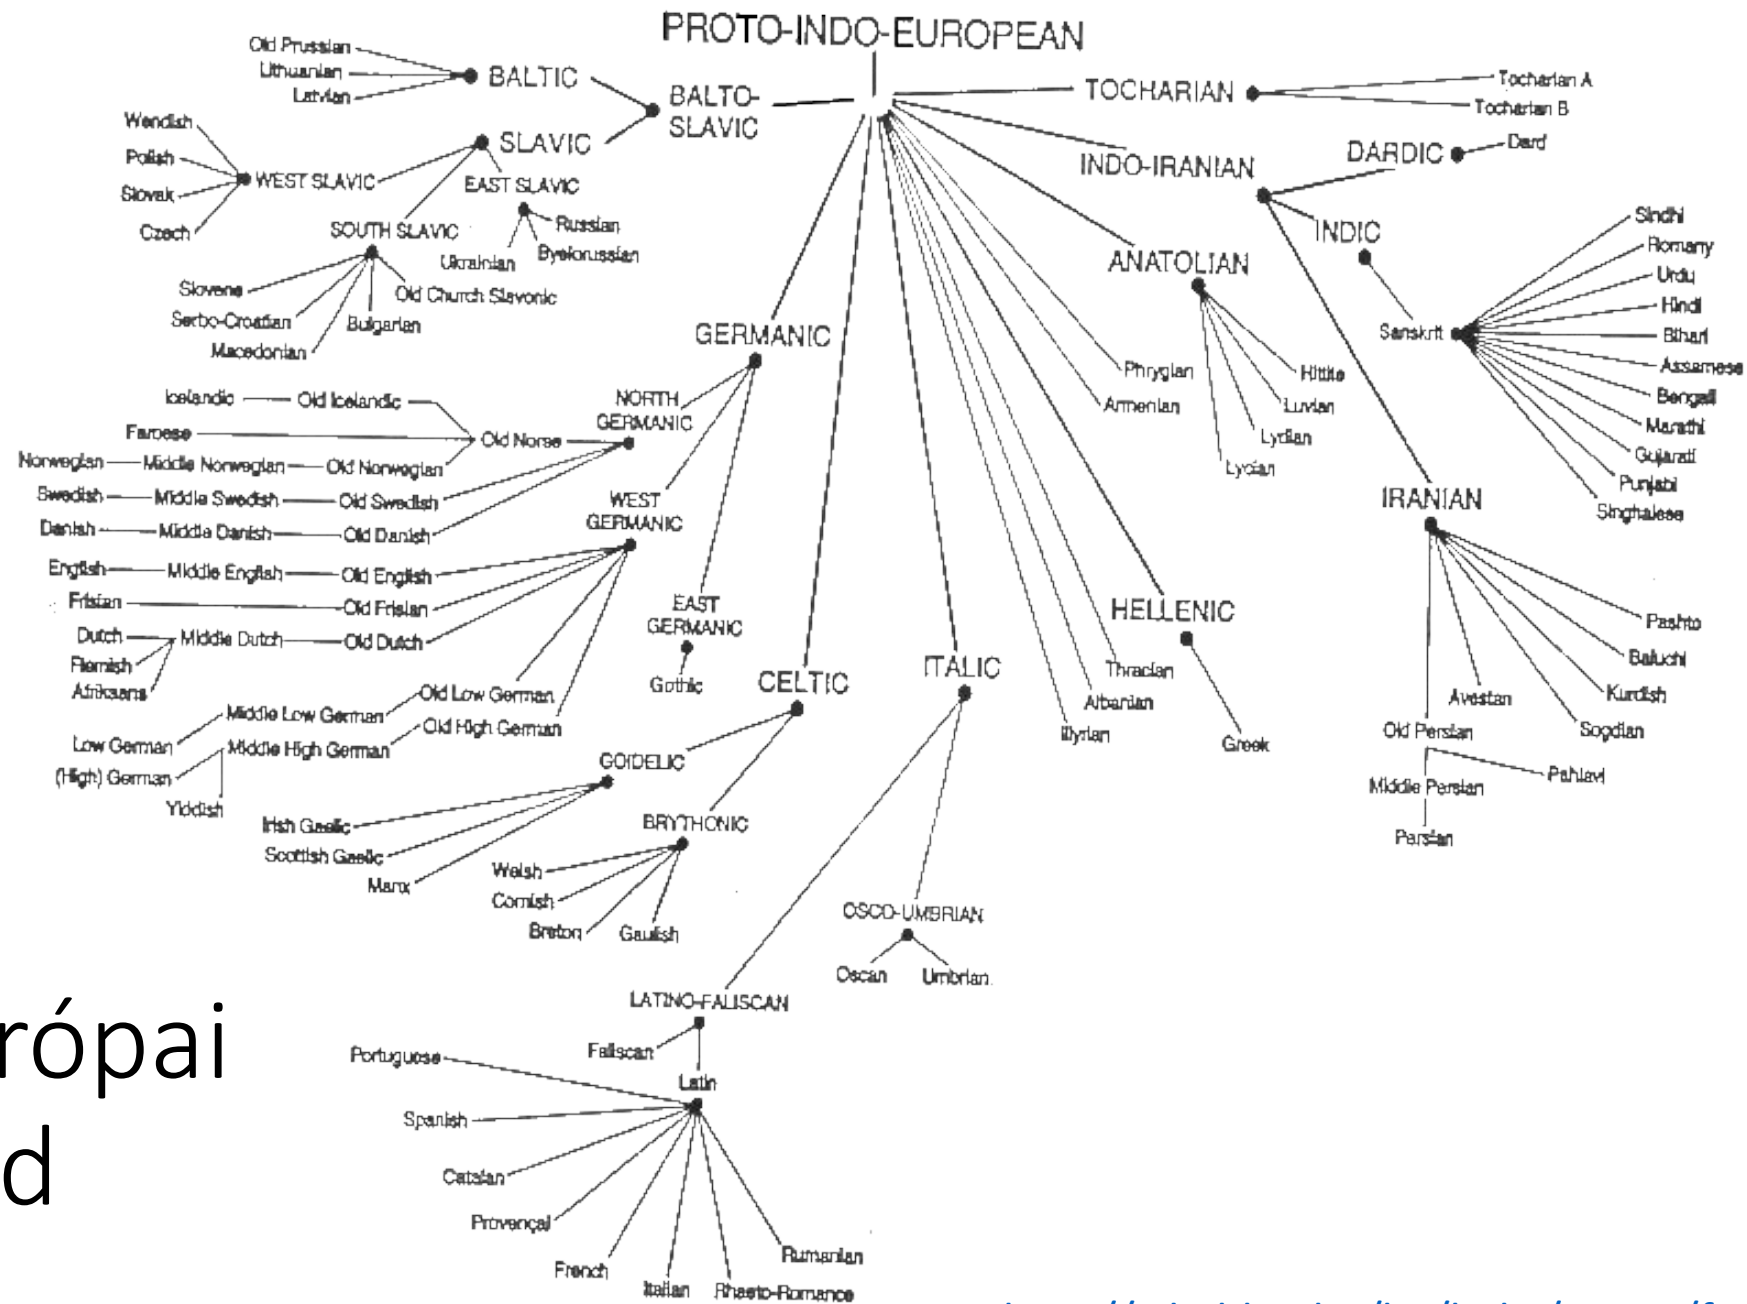 PROTO-INDO-EUROPEAN
Old Prussian
Lithuanian
Latvian
BALTIC
BALTO-
SLAVIC
TOCHARIAN
Tocharian A
Tocharian B
Wendish
Polish
Slovak
Czech
WEST SLAVIC
SLAVIC
EAST SLAVIC
Russian
Byelorussian
Ukrainian
SOUTH SLAVIC
Slovene
Serbo-Croatian
Macedonian
Bulgarian
Old Church Slavonic
INDO-IRANIAN
DARDIC
Dard
INDIC
Sanskrit
Sindhi
Romany
Urdu
Hindi
Bihari
Assamese
Bengali
Marathi
Gujarati
Punjabi
Singhalese
ANATOLIAN
Hittite
Luvian
Lydian
Lycian
Phrygian
Armenian
GERMANIC
NORTH
GERMANIC
Icelandic
Old Icelandic
Faroese
Old Norse
Norwegian
Middle Norwegian
Old Norwegian
Swedish
Middle Swedish
Old Swedish
Danish
Middle Danish
Old Danish
WEST
GERMANIC
English
Middle English
Old English
Frisian
Old Frisian
Dutch
Middle Dutch
Old Dutch
Flemish
Afrikaans
Old Low German
Middle Low German
Low German
Old High German
Middle High German
(High) German
Yiddish
EAST
GERMANIC
Gothic
IRANIAN
Pashto
Baluchi
Kurdish
Sogdian
Avestan
Old Persian
Pahlavi
Middle Persian
Persian
HELLENIC
Greek
Thracian
Albanian
Illyrian
CELTIC
GOIDELIC
Irish Gaelic
Scottish Gaelic
Manx
BRYTHONIC
Welsh
Cornish
Breton
Gaulish
ITALIC
OSCO-UMBRIAN
Oscan
Umbrian
LATINO-FALISCAN
Faliscan
Latin
Portuguese
Spanish
Catalan
Provençal
French
Italian
Rhaeto-Romance
Rumanian
rópai
d